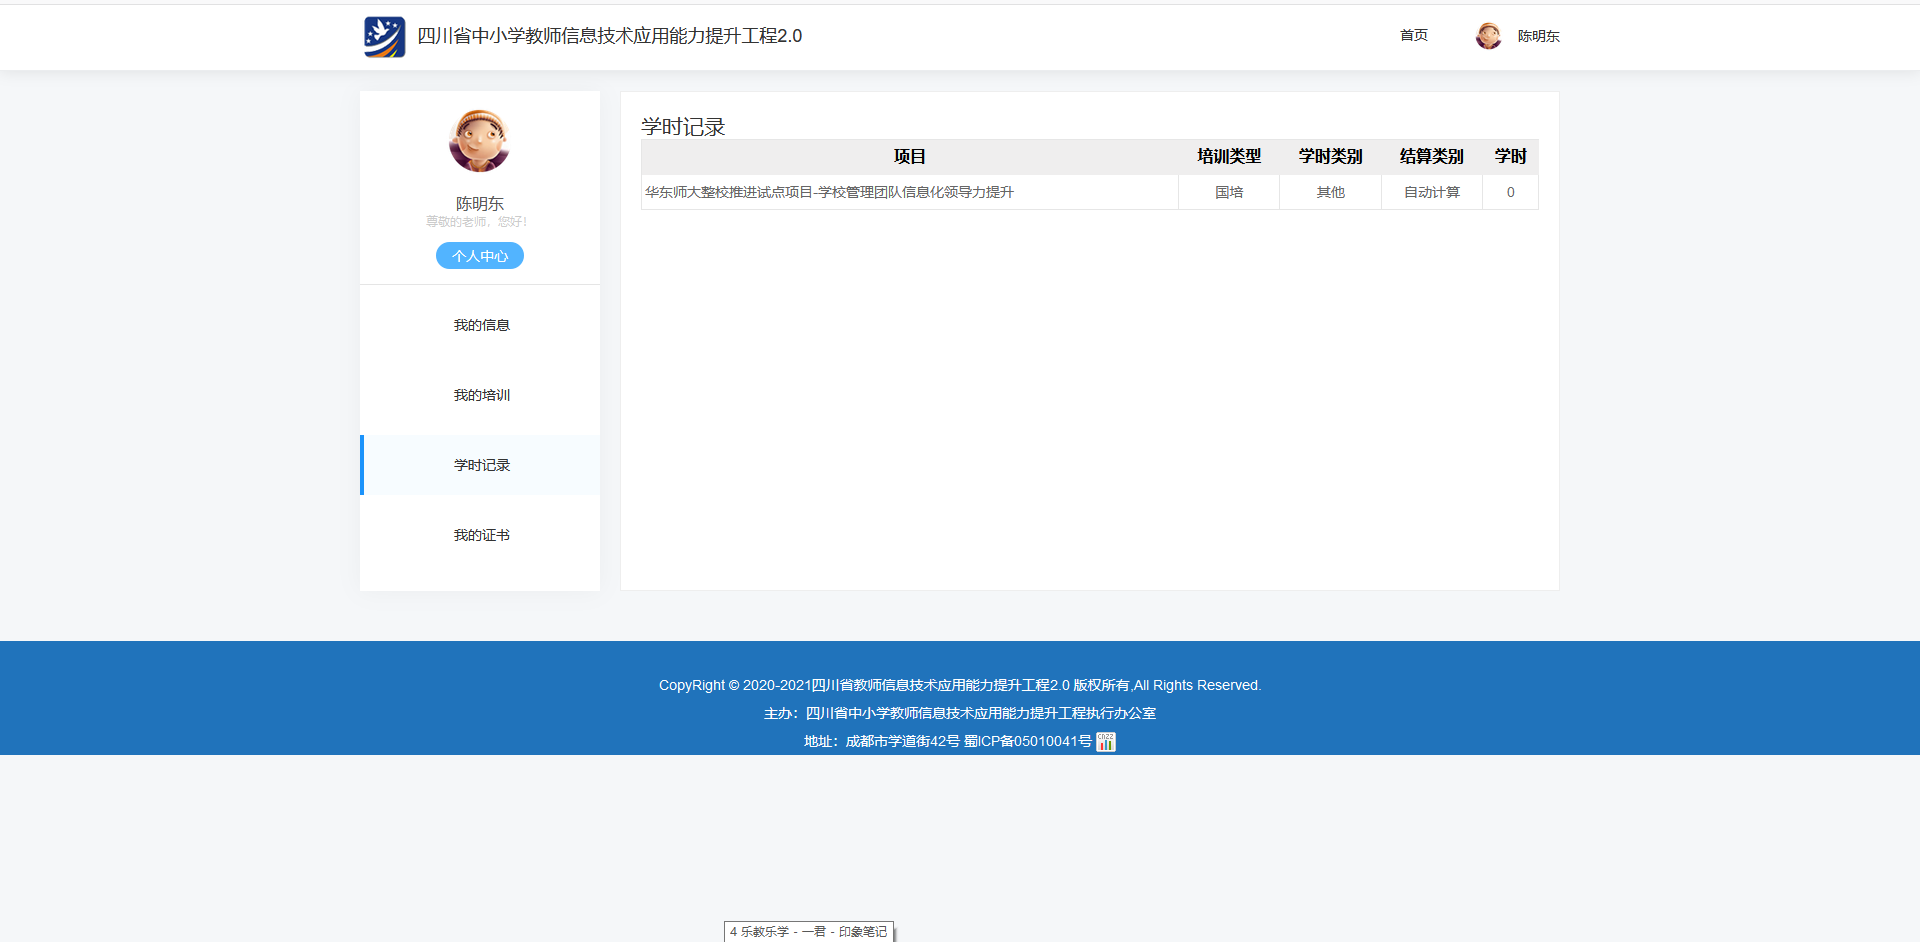 四川省中小学教师信息技术应用能力提升工程2.0
首页
陈明东
陈明东
尊敬的老师，您好！
个人中心
我的信息
我的培训
学时记录
我的证书
学时记录
项目 培训类型 学时类别 结算类别 学时
华东师大整校推进试点项目-学校管理团队信息化领导力提升 国培 其他 自动计算 0
CopyRight © 2020-2021四川省教师信息技术应用能力提升工程2.0 版权所有,All Rights Reserved.
主办：四川省中小学教师信息技术应用能力提升工程执行办公室
地址：成都市学道街42号 蜀ICP备05010041号
4 乐教乐学 - 一君 - 印象笔记